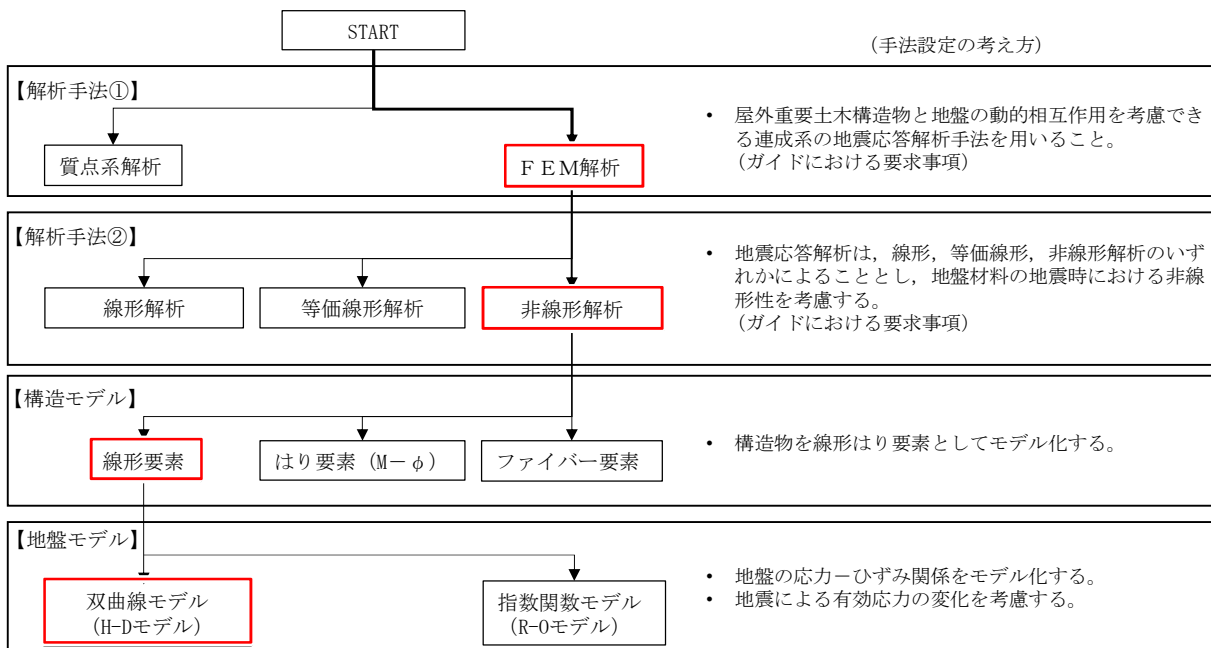 START
(手法設定の考え方)
【解析手法①】
質点系解析
ＦＥＭ解析
• 屋外重要土木構造物と地盤の動的相互作用を考慮でき
る連成系の地震応答解析手法を用いること。
(ガイドにおける要求事項)
【解析手法②】
線形解析
等価線形解析
非線形解析
• 地震応答解析は，線形，等価線形，非線形解析のいず
れかによることとし，地盤材料の地震時における非線
形性を考慮する。
(ガイドにおける要求事項)
【構造モデル】
線形要素
はり要素（M－φ）
ファイバー要素
• 構造物を線形はり要素としてモデル化する。
【地盤モデル】
双曲線モデル
(H-Dモデル)
指数関数モデル
(R-Oモデル)
• 地盤の応力－ひずみ関係をモデル化する。
• 地震による有効応力の変化を考慮する。